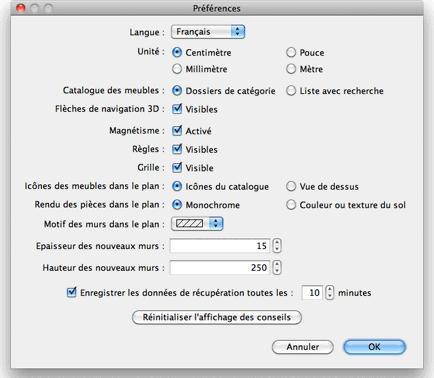 Préférences
Langue : Français
Unité : Centimètre Pouce
Millimètre Mètre
Catalogue des meubles : Dossiers de catégorie Liste avec recherche
Flèches de navigation 3D : Visibles
Magnétisme : Activé
Règles : Visibles
Grille : Visible
Icônes des meubles dans le plan : Icônes du catalogue Vue de dessus
Rendu des pièces dans le plan : Monochrome Couleur ou texture du sol
Motif des murs dans le plan :
Epaisseur des nouveaux murs : 15
Hauteur des nouveaux murs : 250
Enregistrer les données de récupération toutes les : 10 minutes
Réinitialiser l'affichage des conseils
Annuler OK